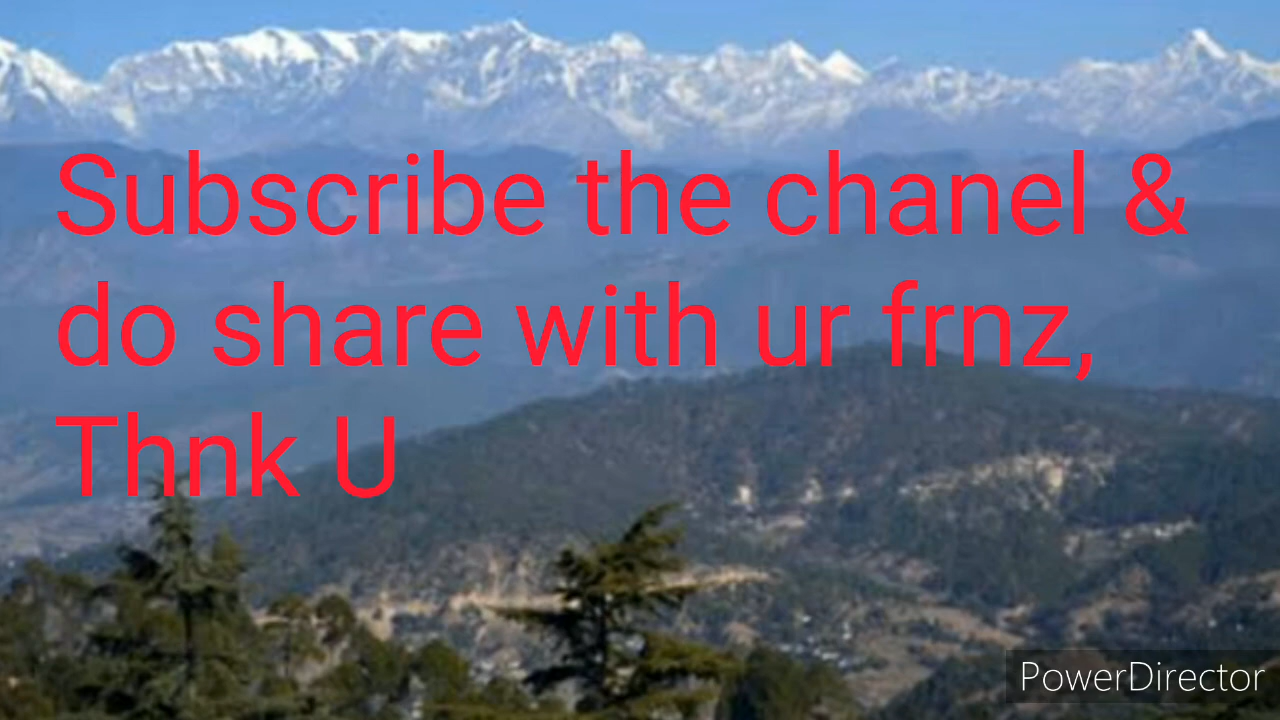 Subscribe the chanel &
do share with ur frnz,
Thnk U
PowerDirector